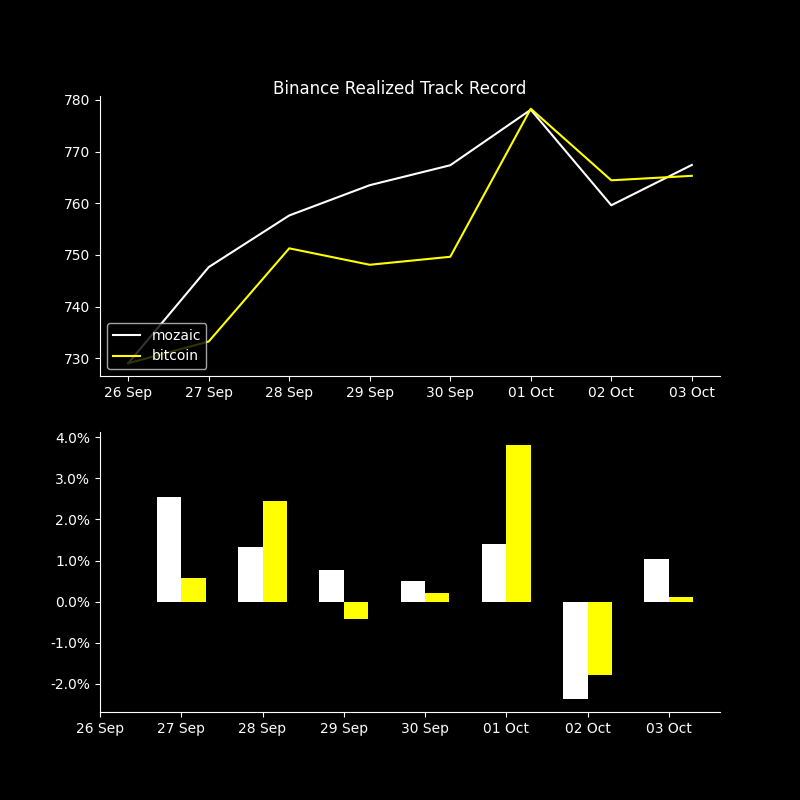 Binance Realized Track Record
780
770
760
750
740
730
mozaic
bitcoin
26 Sep 27 Sep 28 Sep 29 Sep 30 Sep 01 Oct 02 Oct 03 Oct
4.0%
3.0%
2.0%
1.0%
0.0%
-1.0%
-2.0%
26 Sep 27 Sep 28 Sep 29 Sep 30 Sep 01 Oct 02 Oct 03 Oct